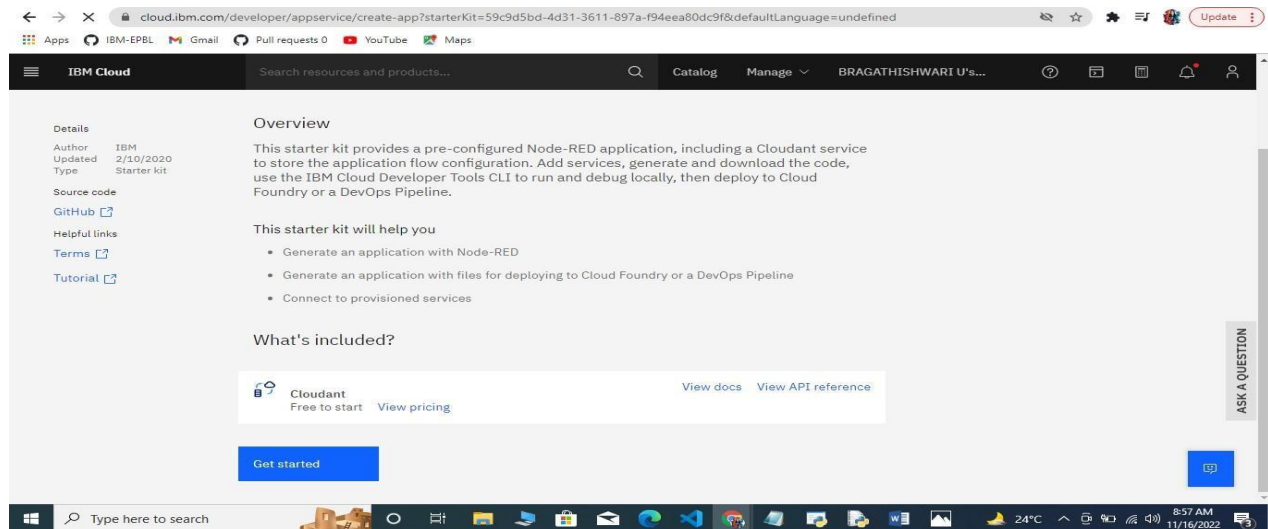 cloud.ibm.com/developer/appservice/create-app?starterKit=59c9d5bd-4d31-3611-897a-f94eea80dc9f&defaultLanguage=undefined
Update
Apps IBM-EPBL Gmail Pull requests 0 YouTube Maps
IBM Cloud Search resources and products... Catalog Manage BRAGATHISHWARI U's...
Details
Author IBM
Updated 2/10/2020
Type Starter kit
Source code
GitHub
Helpful links
Terms
Tutorial
Overview
This starter kit provides a pre-configured Node-RED application, including a Cloudant service
to store the application flow configuration. Add services, generate and download the code,
use the IBM Cloud Developer Tools CLI to run and debug locally, then deploy to Cloud
Foundry or a DevOps Pipeline.
This starter kit will help you
• Generate an application with Node-RED
• Generate an application with files for deploying to Cloud Foundry or a DevOps Pipeline
• Connect to provisioned services
What's included?
Cloudant
Free to start View pricing
View docs View API reference
Get started
ASK A QUESTION
Type here to search
24°C
8:57 AM
11/16/2022
3